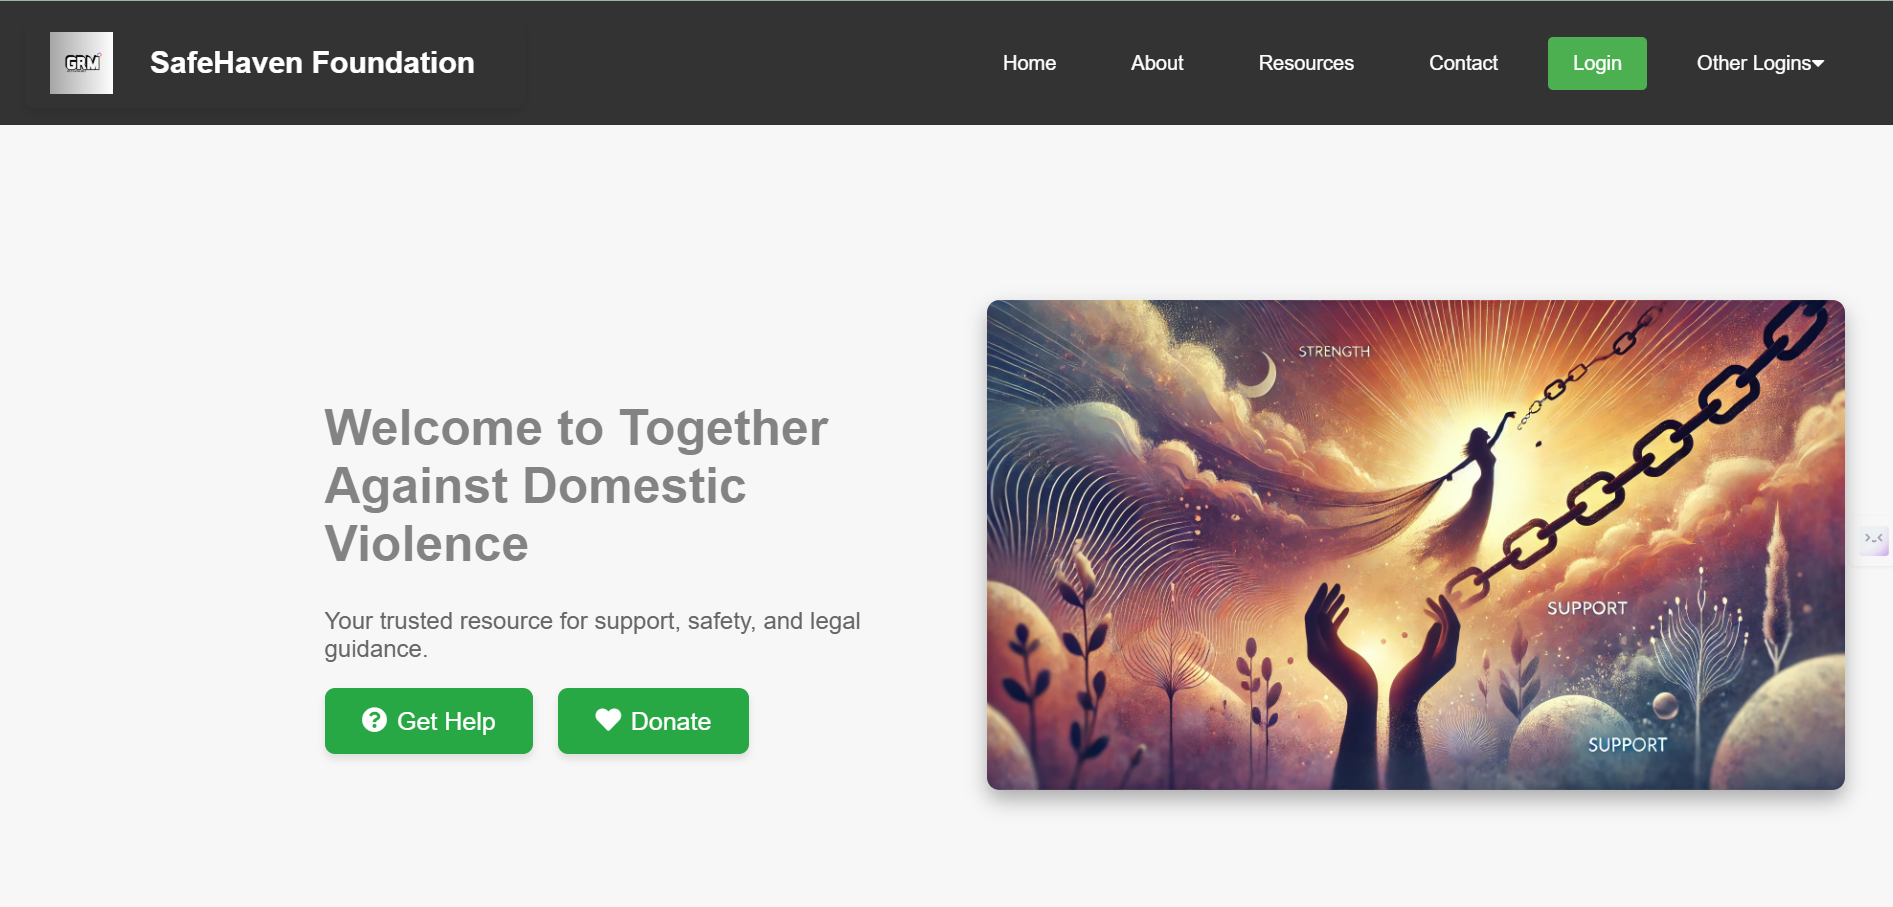 GRM
SafeHaven Foundation
Home
About
Resources
Contact
Login
Other Logins
Welcome to Together
Against Domestic
Violence
Your trusted resource for support, safety, and legal
guidance.
Get Help
Donate
STRENGTH
SUPPORT
SUPPORT